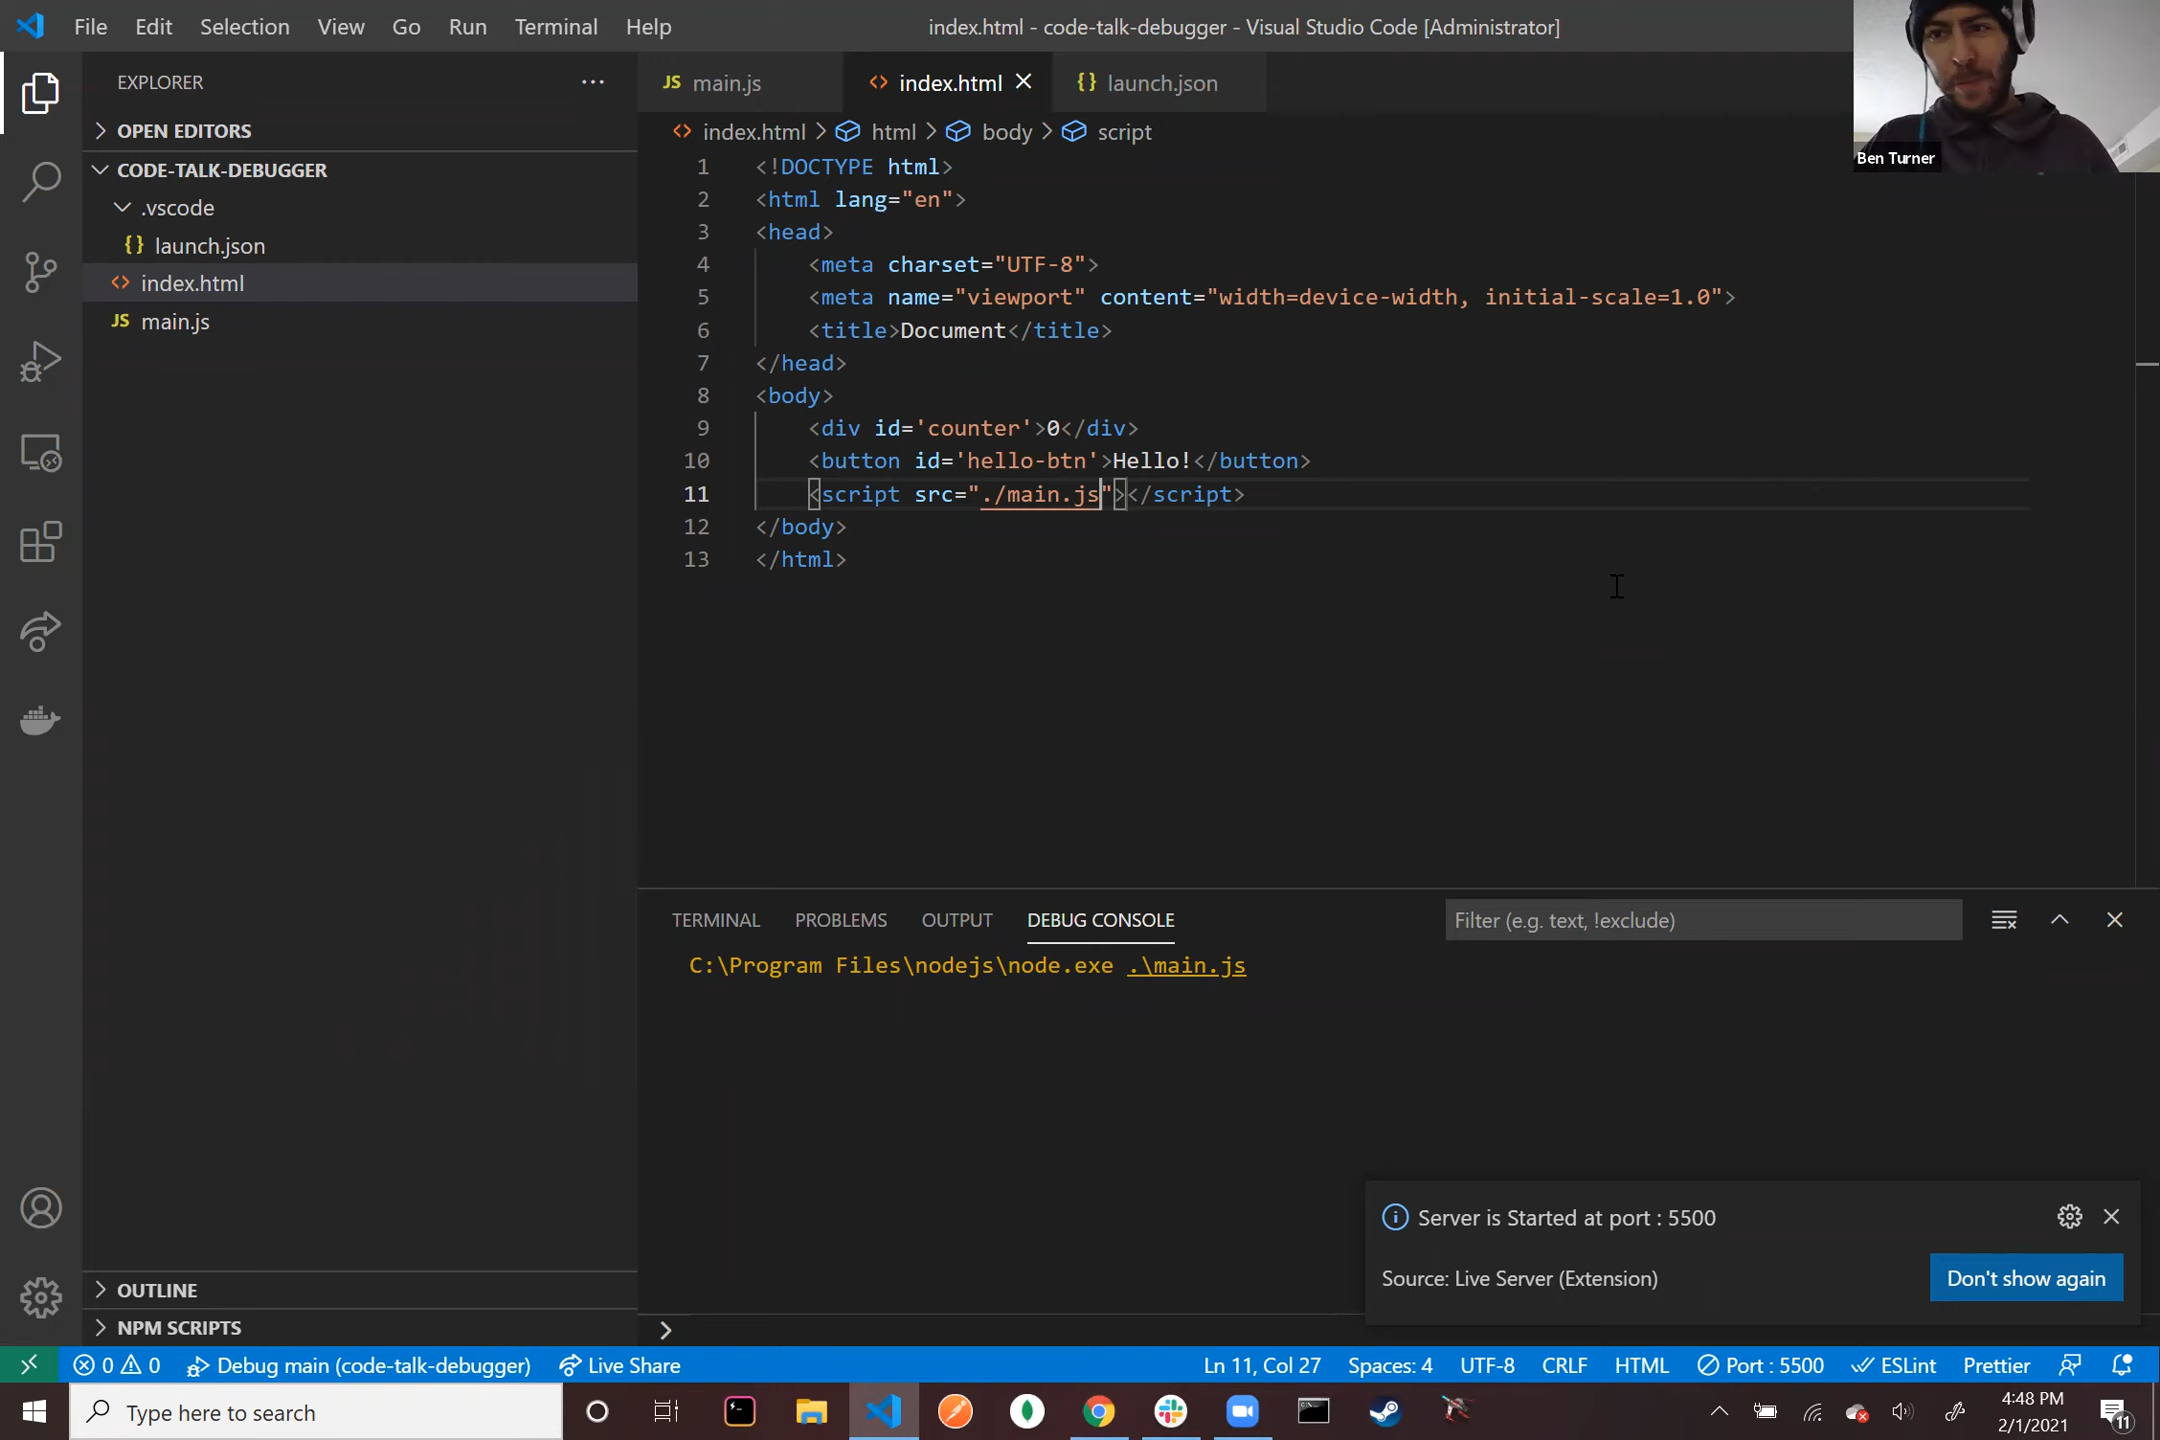 File Edit Selection View Go Run Terminal Help
index.html - code-talk-debugger - Visual Studio Code [Administrator]
Ben Turner
EXPLORER
OPEN EDITORS
CODE-TALK-DEBUGGER
.vscode
{} launch.json
<> index.html
JS main.js
OUTLINE
NPM SCRIPTS
JS main.js <> index.html {} launch.json
<> index.html > html > body > script
1 <!DOCTYPE html>
2 <html lang="en">
3 <head>
4 <meta charset="UTF-8">
5 <meta name="viewport" content="width=device-width, initial-scale=1.0">
6 <title>Document</title>
7 </head>
8 <body>
9 <div id='counter'>0</div>
10 <button id='hello-btn'>Hello!</button>
11 <script src="./main.js"></script>
12 </body>
13 </html>
TERMINAL PROBLEMS OUTPUT DEBUG CONSOLE
Filter (e.g. text, !exclude)
C:\Program Files\nodejs\node.exe .\main.js
Server is Started at port : 5500
Source: Live Server (Extension)
Don't show again
0 0 Debug main (code-talk-debugger) Live Share
Ln 11, Col 27 Spaces: 4 UTF-8 CRLF HTML Port : 5500 ESLint Prettier
Type here to search
4:48 PM
2/1/2021
11